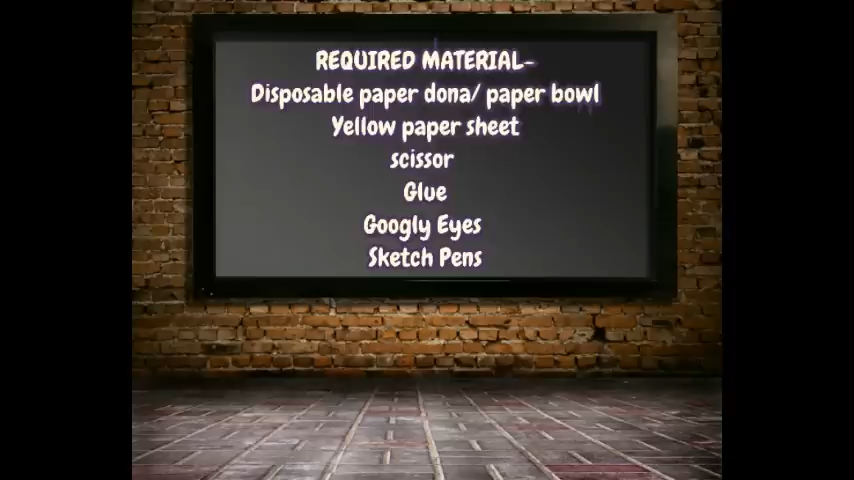 REQUIRED MATERIAL-
Disposable paper dona/ paper bowl
Yellow paper sheet
scissor
Glue
Googly Eyes
Sketch Pens